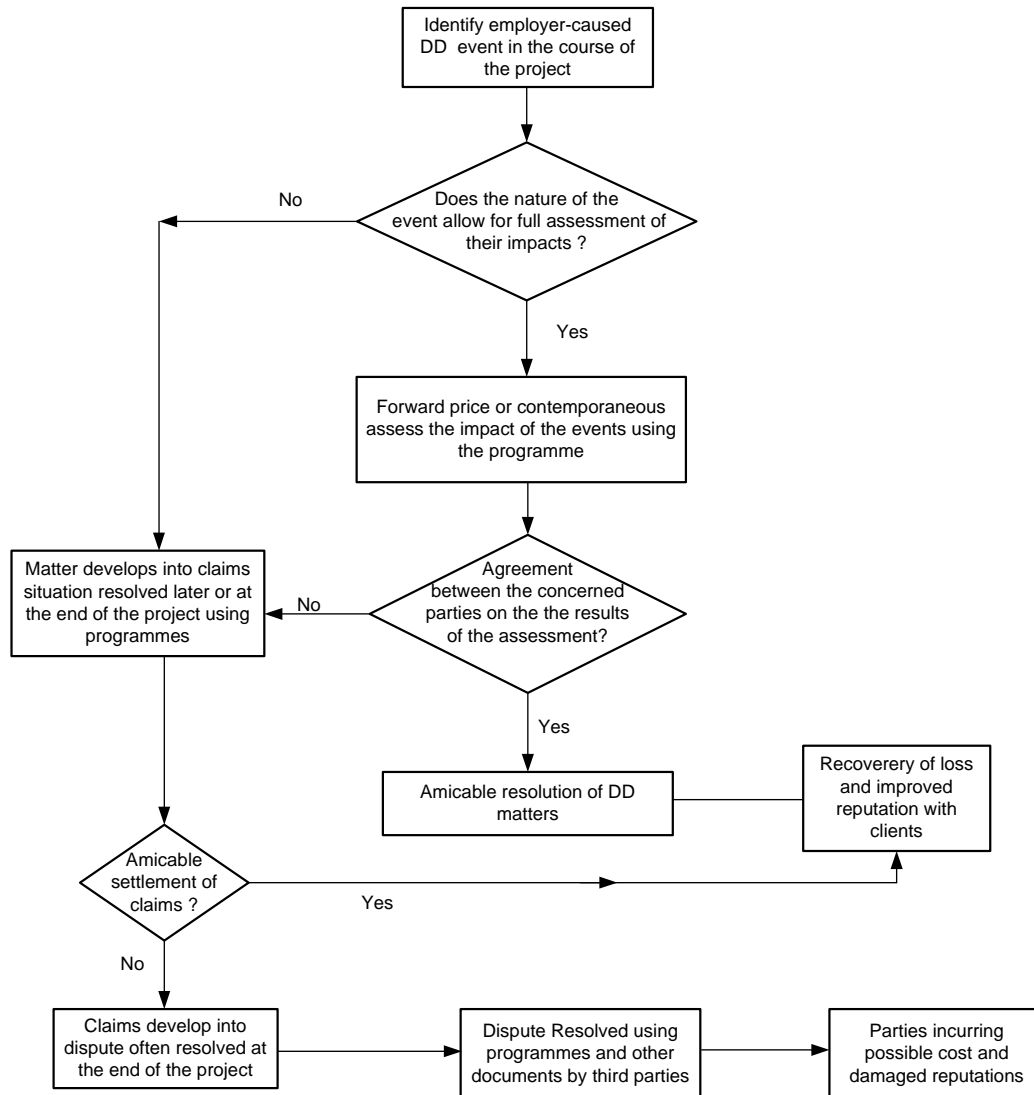 Identify employer-caused
DD event in the course of
the project
Does the nature of the
event allow for full assessment of
their impacts ?
No
Yes
Forward price or contemporaneous
assess the impact of the events using
the programme
Agreement
between the concerned
parties on the the results
of the assessment?
No
Matter develops into claims
situation resolved later or at
the end of the project using
programmes
Yes
Amicable resolution of DD
matters
Recoverery of loss
and improved
reputation with
clients
Amicable
settlement of
claims ?
Yes
No
Claims develop into
dispute often resolved at
the end of the project
Dispute Resolved using
programmes and other
documents by third parties
Parties incurring
possible cost and
damaged reputations